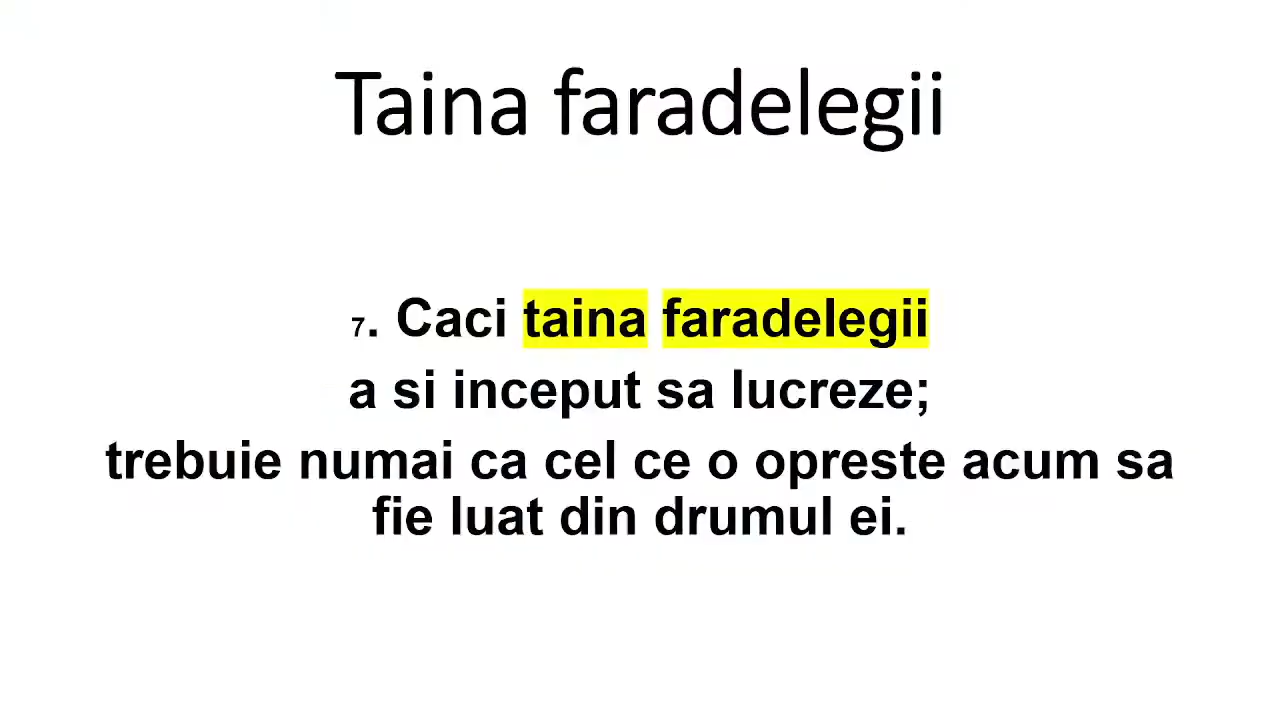 Taina faradelegii
7. Caci taina faradelegii
a si inceput sa lucreze;
trebuie numai ca cel ce o opreste acum sa
fie luat din drumul ei.